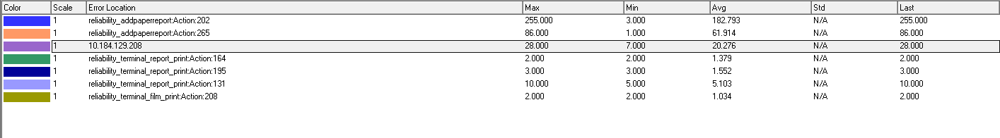 Color Scale Error Location Max Min Avg Std Last
1 reliability_addpaperreport:Action:202 255.000 3.000 182.793 N/A 255.000
1 reliability_addpaperreport:Action:265 86.000 1.000 61.914 N/A 86.000
1 10.184.129.208 28.000 7.000 20.276 N/A 28.000
1 reliability_terminal_report_print:Action:164 2.000 2.000 1.379 N/A 2.000
1 reliability_terminal_report_print:Action:195 3.000 3.000 1.552 N/A 3.000
1 reliability_terminal_report_print:Action:131 10.000 5.000 5.103 N/A 10.000
1 reliability_terminal_film_print:Action:208 2.000 2.000 1.034 N/A 2.000